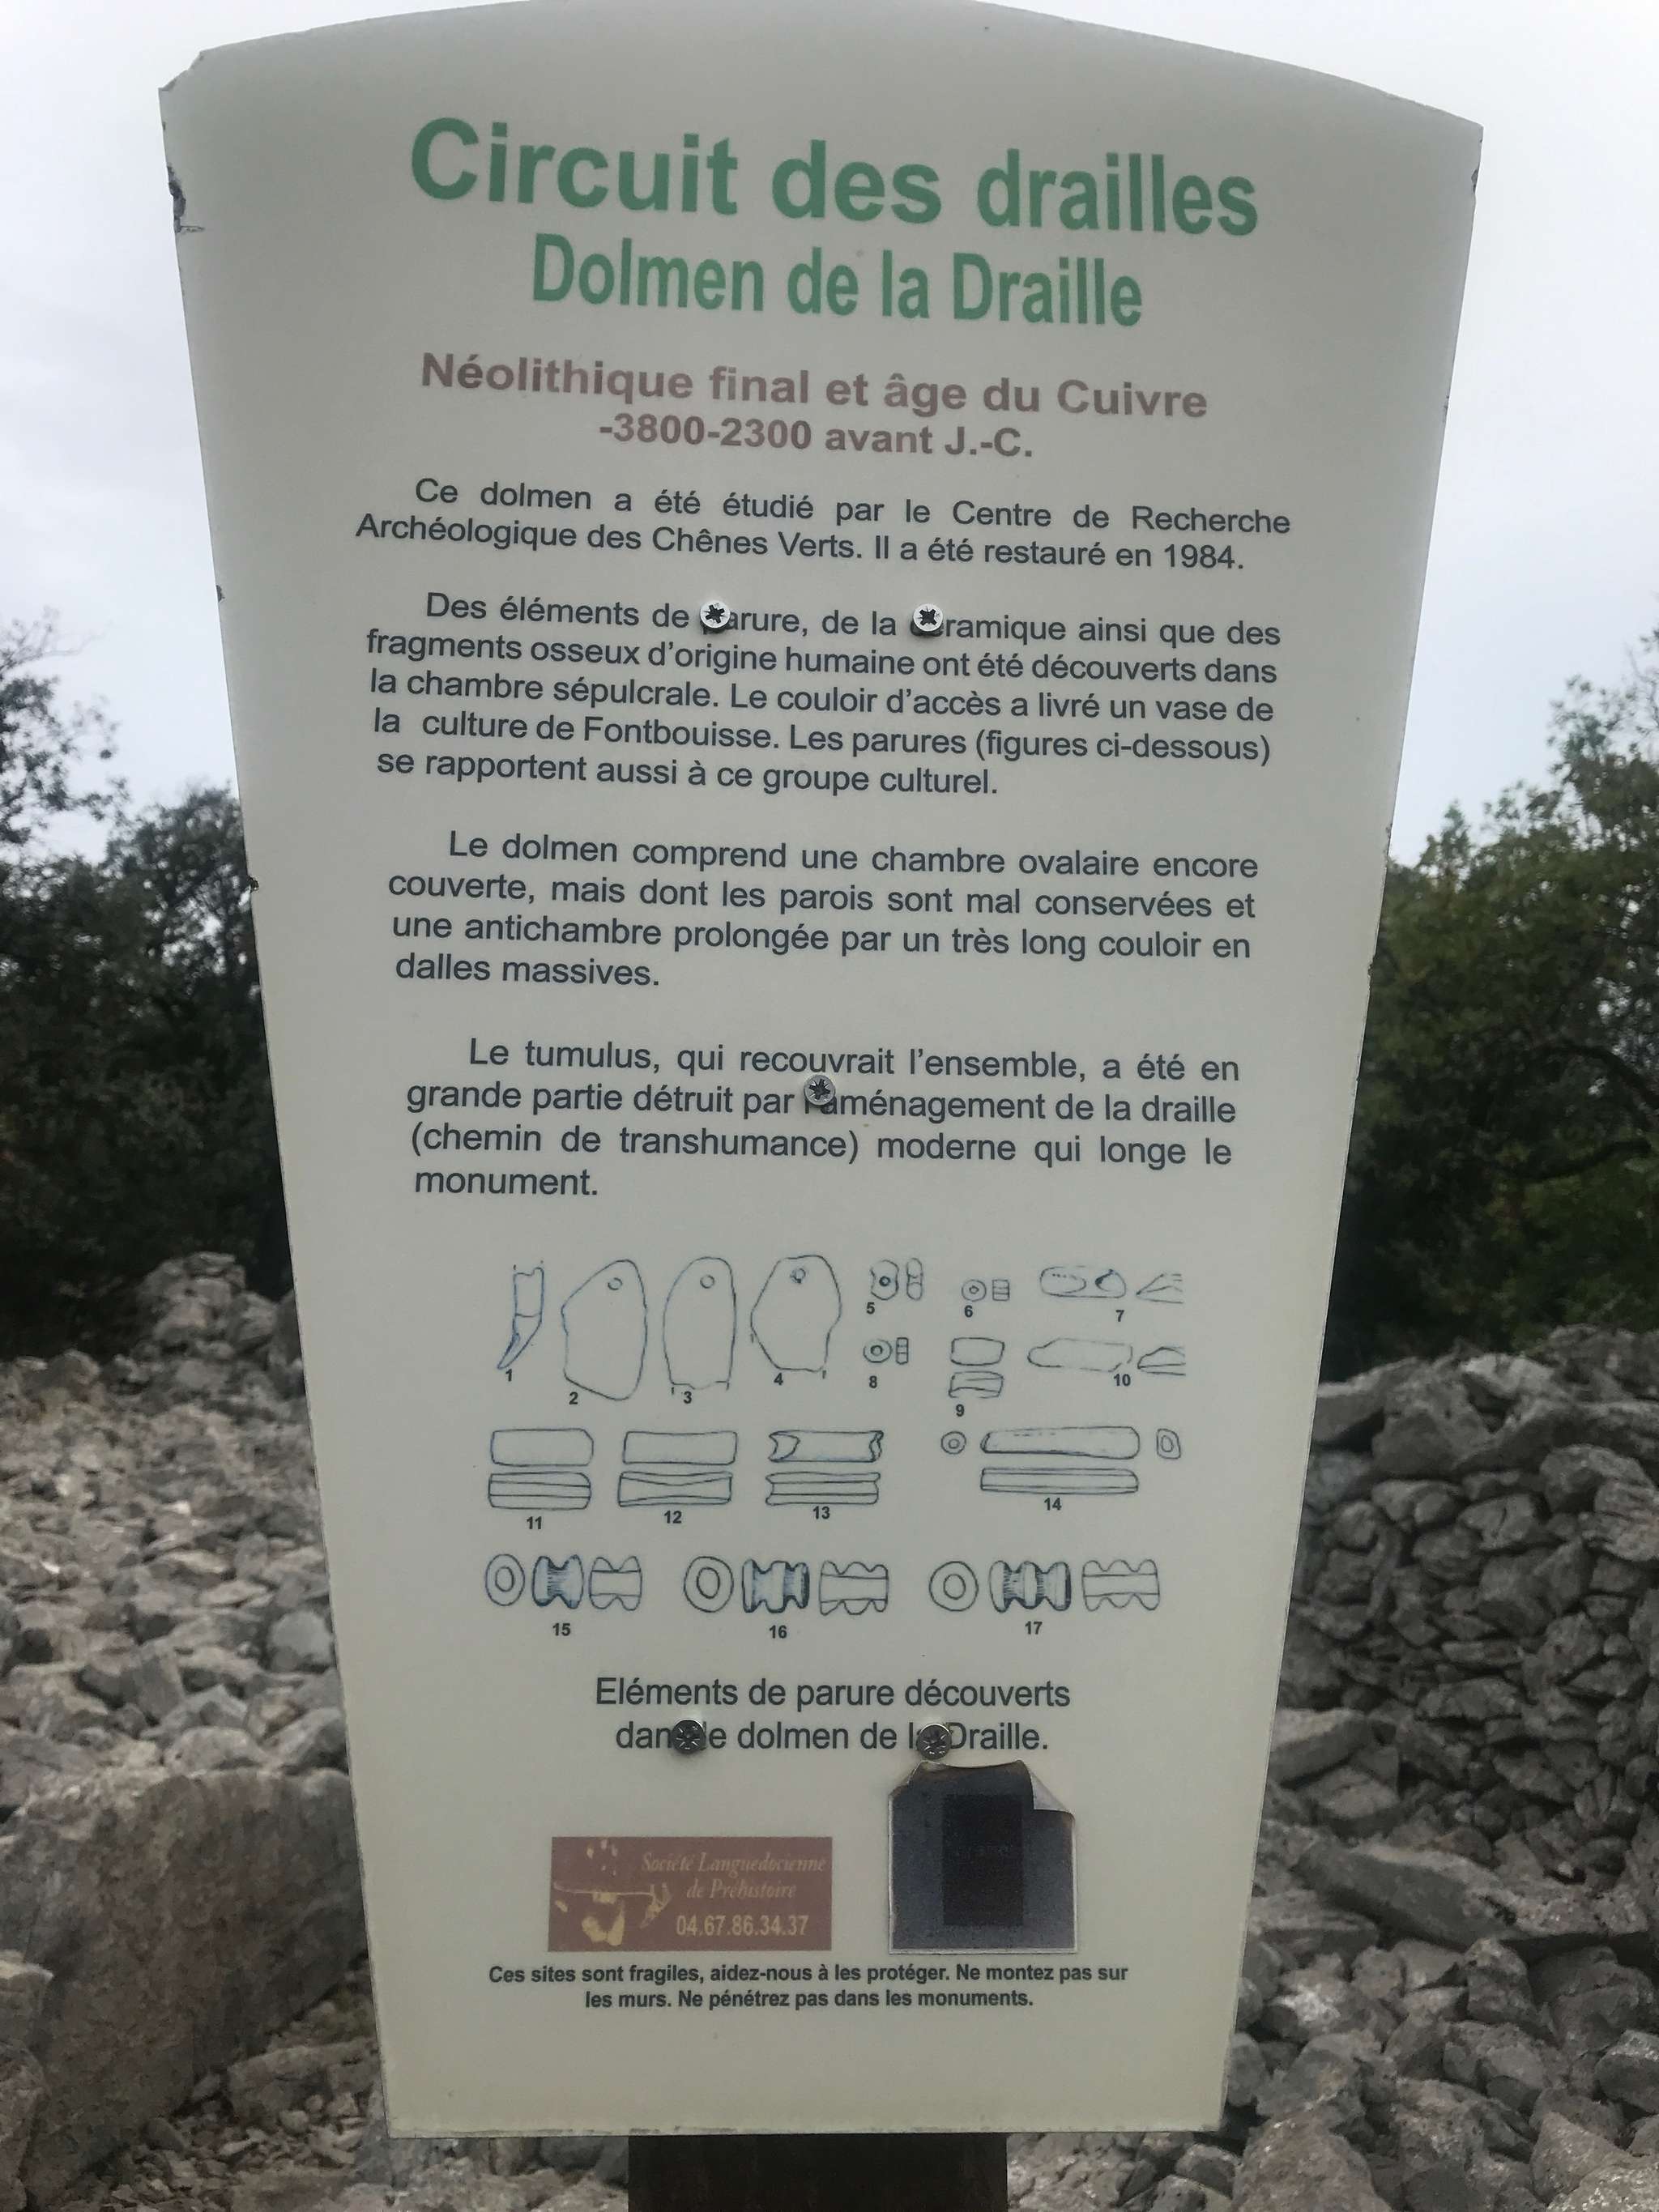 Circuit des drailles
Dolmen de la Draille
Néolithique final et âge du Cuivre
-3800-2300 avant J.-C.
Ce dolmen a été étudié par le Centre de Recherche
Archéologique des Chênes Verts. Il a été restauré en 1984.
Des éléments de parure, de la céramique ainsi que des
fragments osseux d'origine humaine ont été découverts dans
la chambre sépulcrale. Le couloir d'accès a livré un vase de
la culture de Fontbouisse. Les parures (figures ci-dessous)
se rapportent aussi à ce groupe culturel.
Le dolmen comprend une chambre ovalaire encore
couverte, mais dont les parois sont mal conservées et
une antichambre prolongée par un très long couloir en
dalles massives.
Le tumulus, qui recouvrait l'ensemble, a été en
grande partie détruit par l'aménagement de la draille
(chemin de transhumance) moderne qui longe le
monument.
5 6 7
1 2 3 4 8 9 10
11 12 13 14
15 16 17
Eléments de parure découverts
dans le dolmen de la Draille.
Société Languedocienne
de Préhistoire
04.67.86.34.37
Ces sites sont fragiles, aidez-nous à les protéger. Ne montez pas sur
les murs. Ne pénétrez pas dans les monuments.